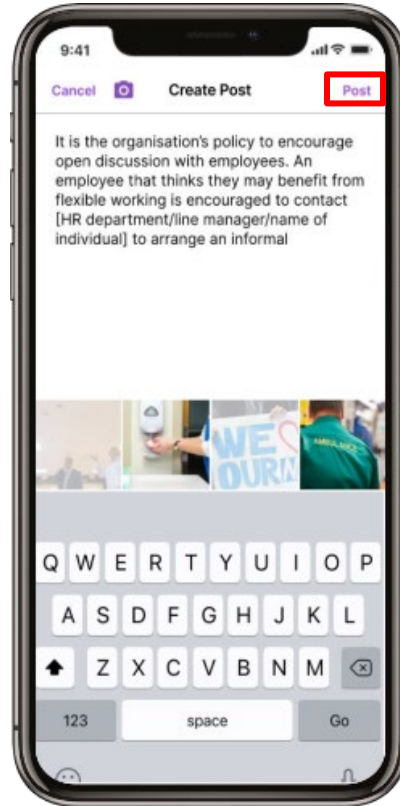 9:41
Cancel Create Post Post
It is the organisation's policy to encourage
open discussion with employees. An
employee that thinks they may benefit from
flexible working is encouraged to contact
[HR department/line manager/name of
individual] to arrange an informal
WE
OUR
AMBULANCE
Q W E R T Y U I O P
A S D F G H J K L
Z X C V B N M
123 space Go